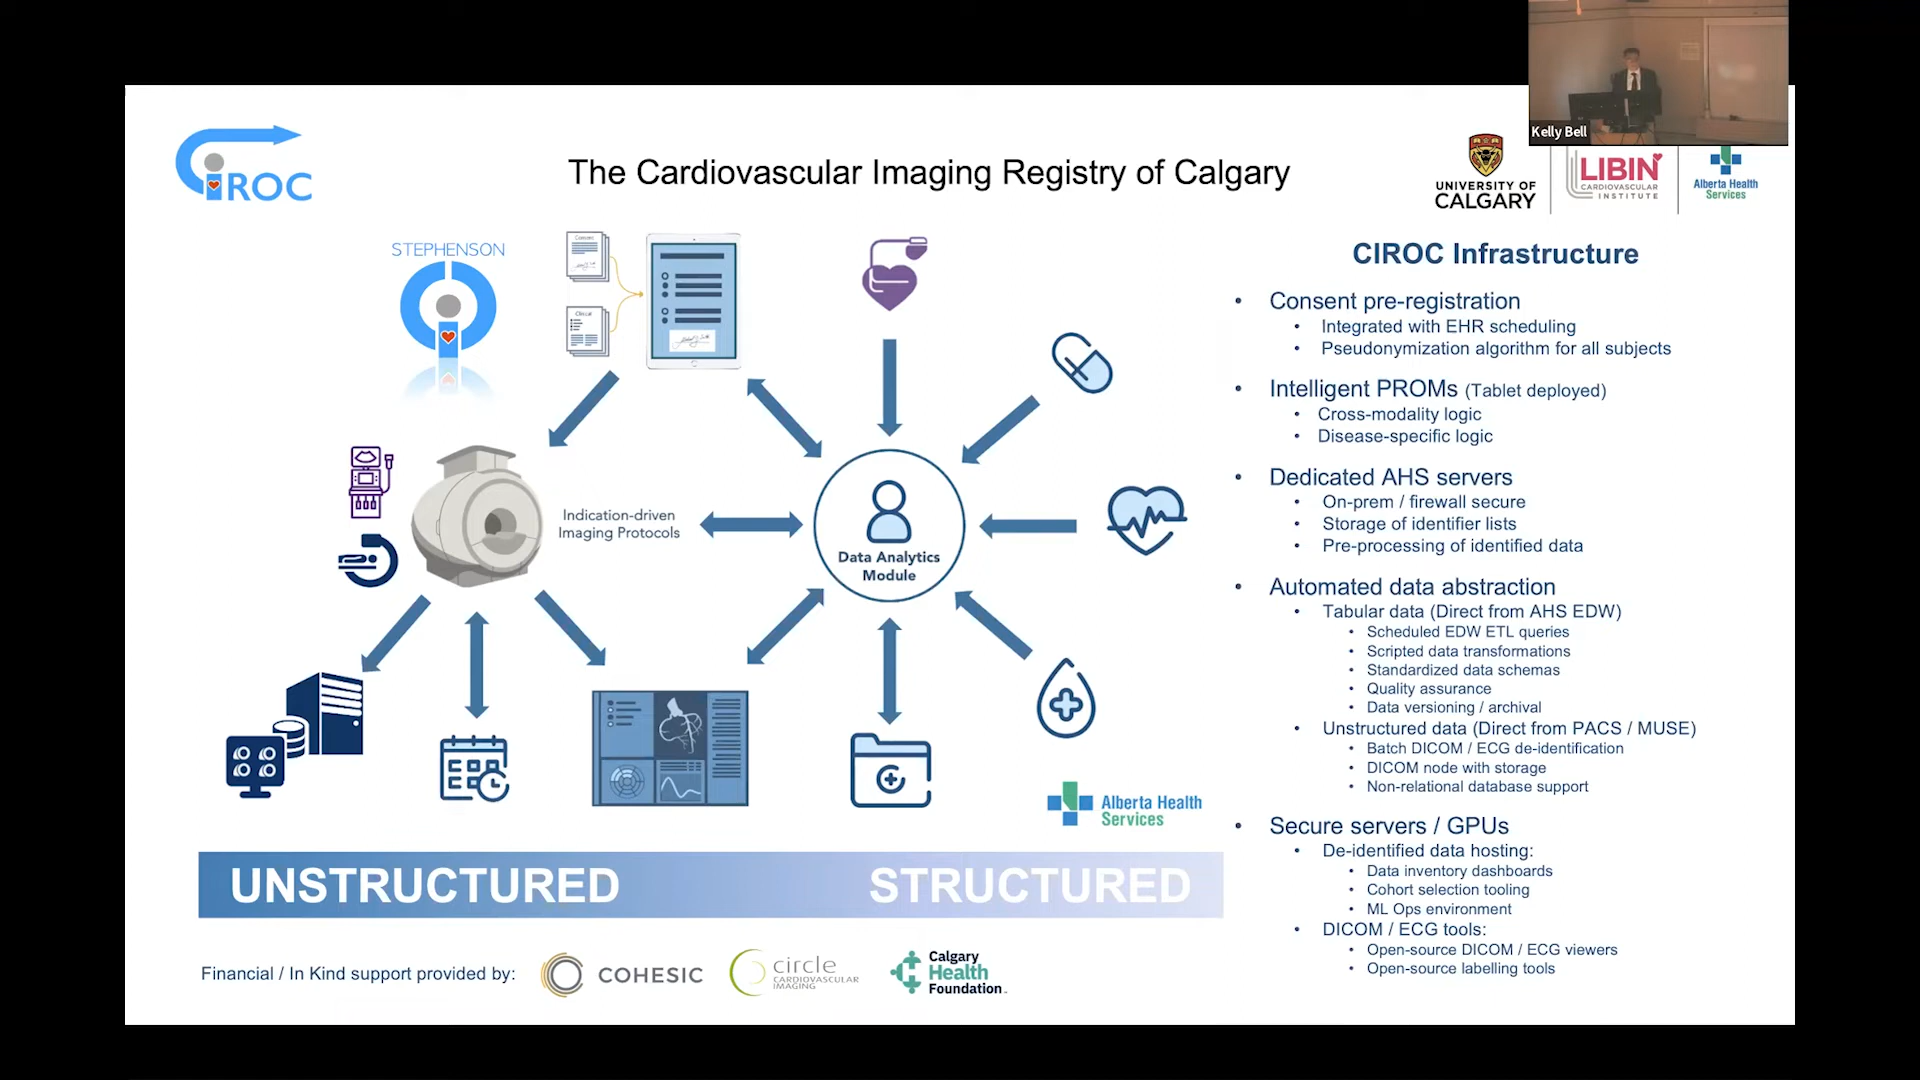 Kelly Bell
iROC
The Cardiovascular Imaging Registry of Calgary
UNIVERSITY OF
CALGARY
LIBIN
CARDIOVASCULAR
INSTITUTE
Alberta Health
Services
STEPHENSON
Consent
Clinical
Indication-driven
Imaging Protocols
Data Analytics
Module
Alberta Health
Services
UNSTRUCTURED
STRUCTURED
Financial / In Kind support provided by:
COHESIC
circle
CARDIOVASCULAR
IMAGING
Calgary
Health
Foundation
CIROC Infrastructure
• Consent pre-registration
• Integrated with EHR scheduling
• Pseudonymization algorithm for all subjects
• Intelligent PROMs (Tablet deployed)
• Cross-modality logic
• Disease-specific logic
• Dedicated AHS servers
• On-prem / firewall secure
• Storage of identifier lists
• Pre-processing of identified data
• Automated data abstraction
• Tabular data (Direct from AHS EDW)
• Scheduled EDW ETL queries
• Scripted data transformations
• Standardized data schemas
• Quality assurance
• Data versioning / archival
• Unstructured data (Direct from PACS / MUSE)
• Batch DICOM / ECG de-identification
• DICOM node with storage
• Non-relational database support
• Secure servers / GPUs
• De-identified data hosting:
• Data inventory dashboards
• Cohort selection tooling
• ML Ops environment
• DICOM / ECG tools:
• Open-source DICOM / ECG viewers
• Open-source labelling tools